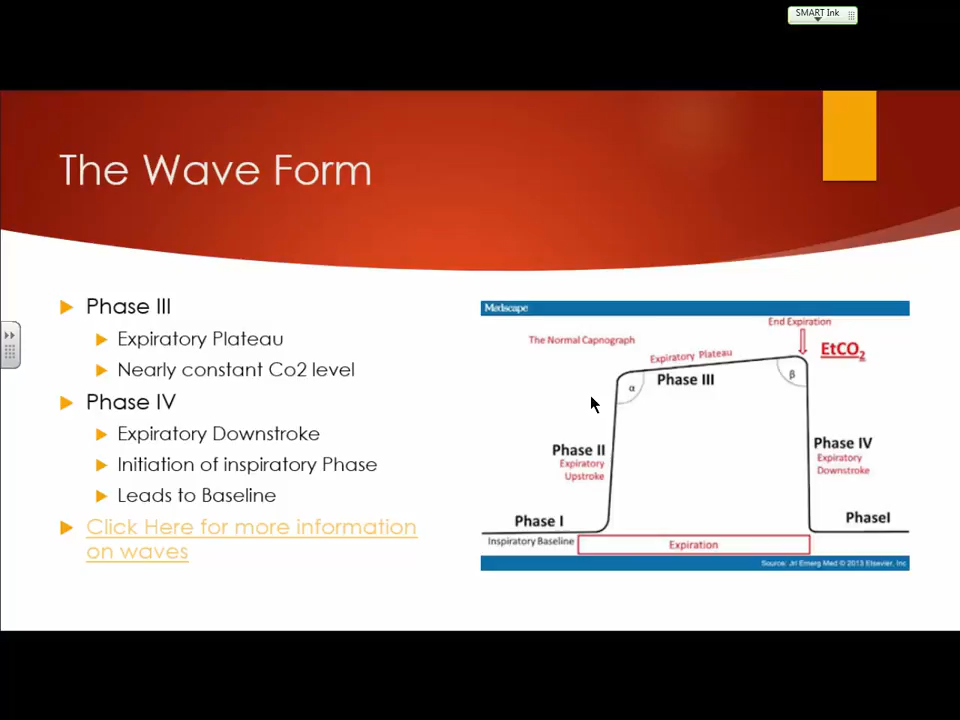 SMART Ink
The Wave Form
Phase III
Expiratory Plateau
Nearly constant Co2 level
Phase IV
Expiratory Downstroke
Initiation of inspiratory Phase
Leads to Baseline
Click Here for more information
on waves
Medscape
End Expiration
The Normal Capnograph
EtCO2
Expiratory Plateau
Phase III
α
β
Phase II
Expiratory
Upstroke
Phase IV
Expiratory
Downstroke
Phase I
PhaseI
Inspiratory Baseline
Expiration
Source: Jrl Emerg Med © 2013 Elsevier, Inc